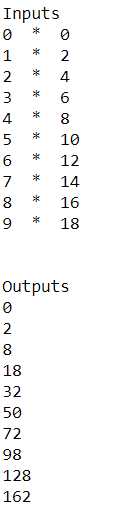 Inputs
0 * 0
1 * 2
2 * 4
3 * 6
4 * 8
5 * 10
6 * 12
7 * 14
8 * 16
9 * 18
Outputs
0
2
8
18
32
50
72
98
128
162